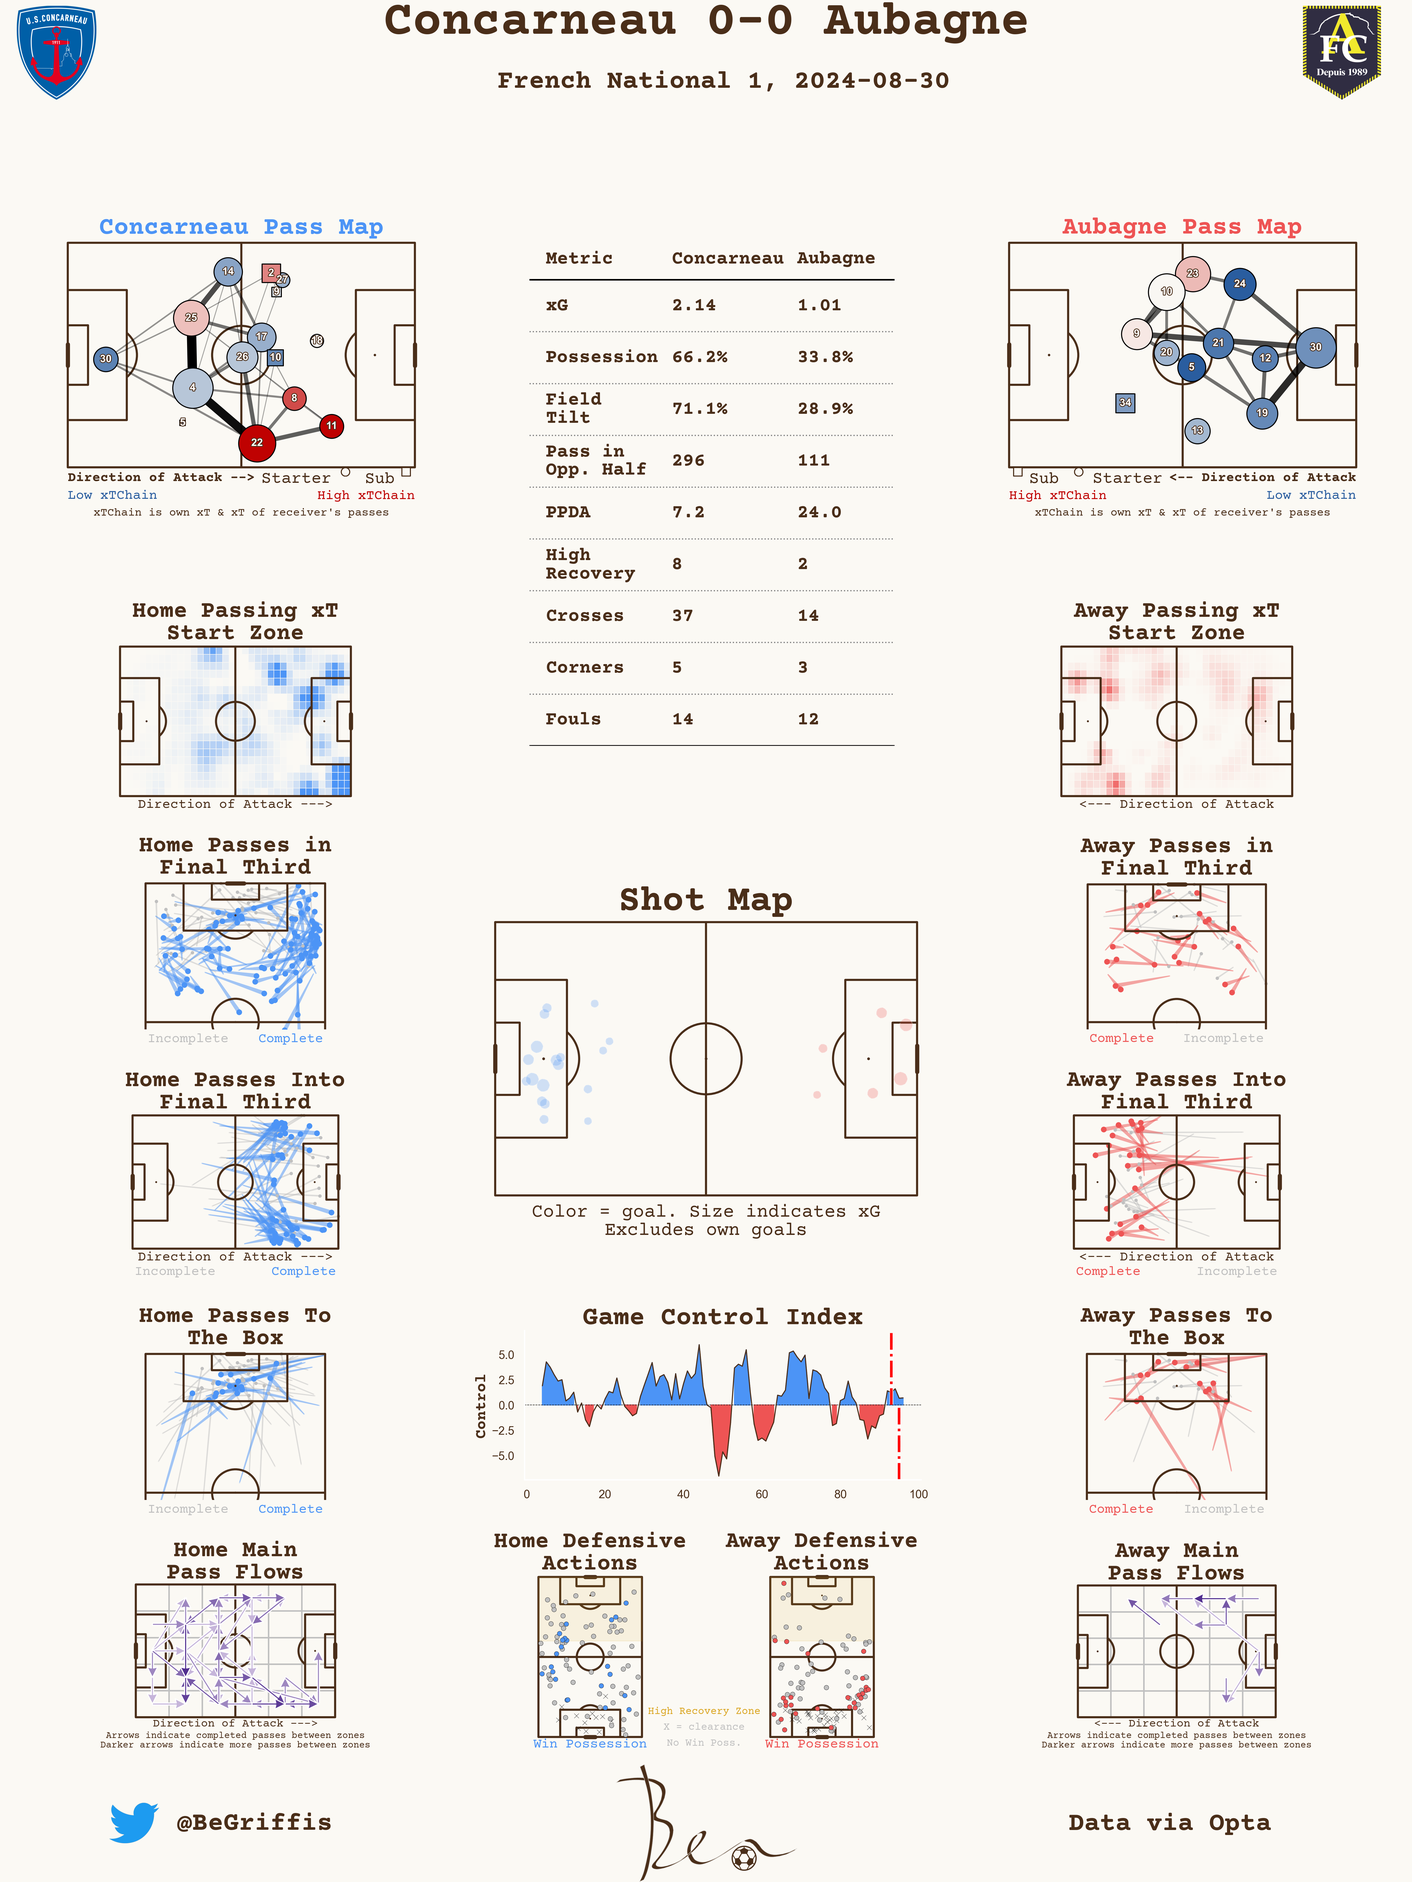 Concarneau 0-0 Aubagne
French National 1, 2024-08-30
U.S.CONCARNEAU
1911
AFC
Depuis 1989
Concarneau Pass Map
14
2
27
9
25
17
18
30
26
10
4
8
5
11
22
Direction of Attack --> Starter Sub
Low xTChain High xTChain
xTChain is own xT & xT of receiver's passes
Metric Concarneau Aubagne
xG 2.14 1.01
Possession 66.2% 33.8%
Field
Tilt 71.1% 28.9%
Pass in
Opp. Half 296 111
PPDA 7.2 24.0
High
Recovery 8 2
Crosses 37 14
Corners 5 3
Fouls 14 12
Aubagne Pass Map
23
10
24
9
21
30
20
12
5
34
19
13
Sub Starter <-- Direction of Attack
High xTChain Low xTChain
xTChain is own xT & xT of receiver's passes
Home Passing xT
Start Zone
Direction of Attack --->
Away Passing xT
Start Zone
<--- Direction of Attack
Home Passes in
Final Third
Incomplete Complete
Away Passes in
Final Third
Complete Incomplete
Shot Map
Color = goal. Size indicates xG
Excludes own goals
Home Passes Into
Final Third
Direction of Attack --->
Incomplete Complete
Away Passes Into
Final Third
<--- Direction of Attack
Complete Incomplete
Home Passes To
The Box
Incomplete Complete
Game Control Index
Control
5.0
2.5
0.0
−2.5
−5.0
0 20 40 60 80 100
Away Passes To
The Box
Complete Incomplete
Home Main
Pass Flows
Direction of Attack --->
Arrows indicate completed passes between zones
Darker arrows indicate more passes between zones
Home Defensive
Actions
Win Possession
High Recovery Zone
X = clearance
No Win Poss.
Away Defensive
Actions
Win Possession
Away Main
Pass Flows
<--- Direction of Attack
Arrows indicate completed passes between zones
Darker arrows indicate more passes between zones
@BeGriffis
Ben
Data via Opta